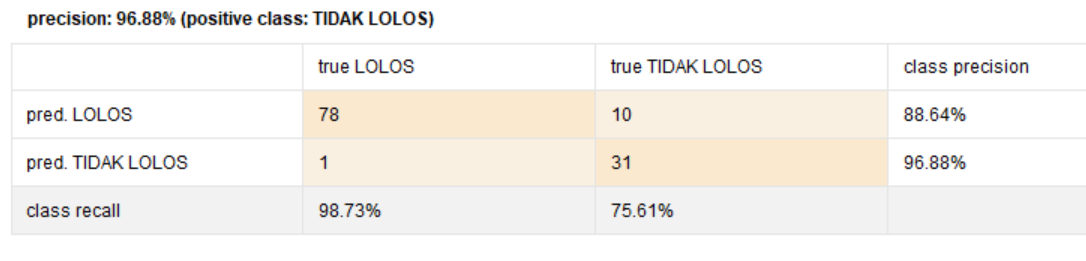 precision: 96.88% (positive class: TIDAK LOLOS)
true LOLOS true TIDAK LOLOS class precision
pred. LOLOS 78 10 88.64%
pred. TIDAK LOLOS 1 31 96.88%
class recall 98.73% 75.61%